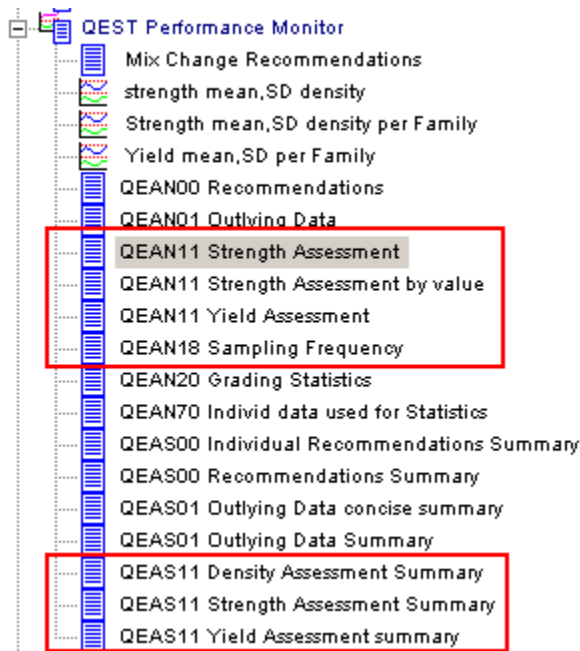 QEST Performance Monitor
Mix Change Recommendations
strength mean,SD density
Strength mean,SD density per Family
Yield mean,SD per Family
QEAN00 Recommendations
QEAN01 Outlying Data
QEAN11 Strength Assessment
QEAN11 Strength Assessment by value
QEAN11 Yield Assessment
QEAN18 Sampling Frequency
QEAN20 Grading Statistics
QEAN70 Individ data used for Statistics
QEAS00 Individual Recommendations Summary
QEAS00 Recommendations Summary
QEAS01 Outlying Data concise summary
QEAS01 Outlying Data Summary
QEAS11 Density Assessment Summary
QEAS11 Strength Assessment Summary
QEAS11 Yield Assessment summary